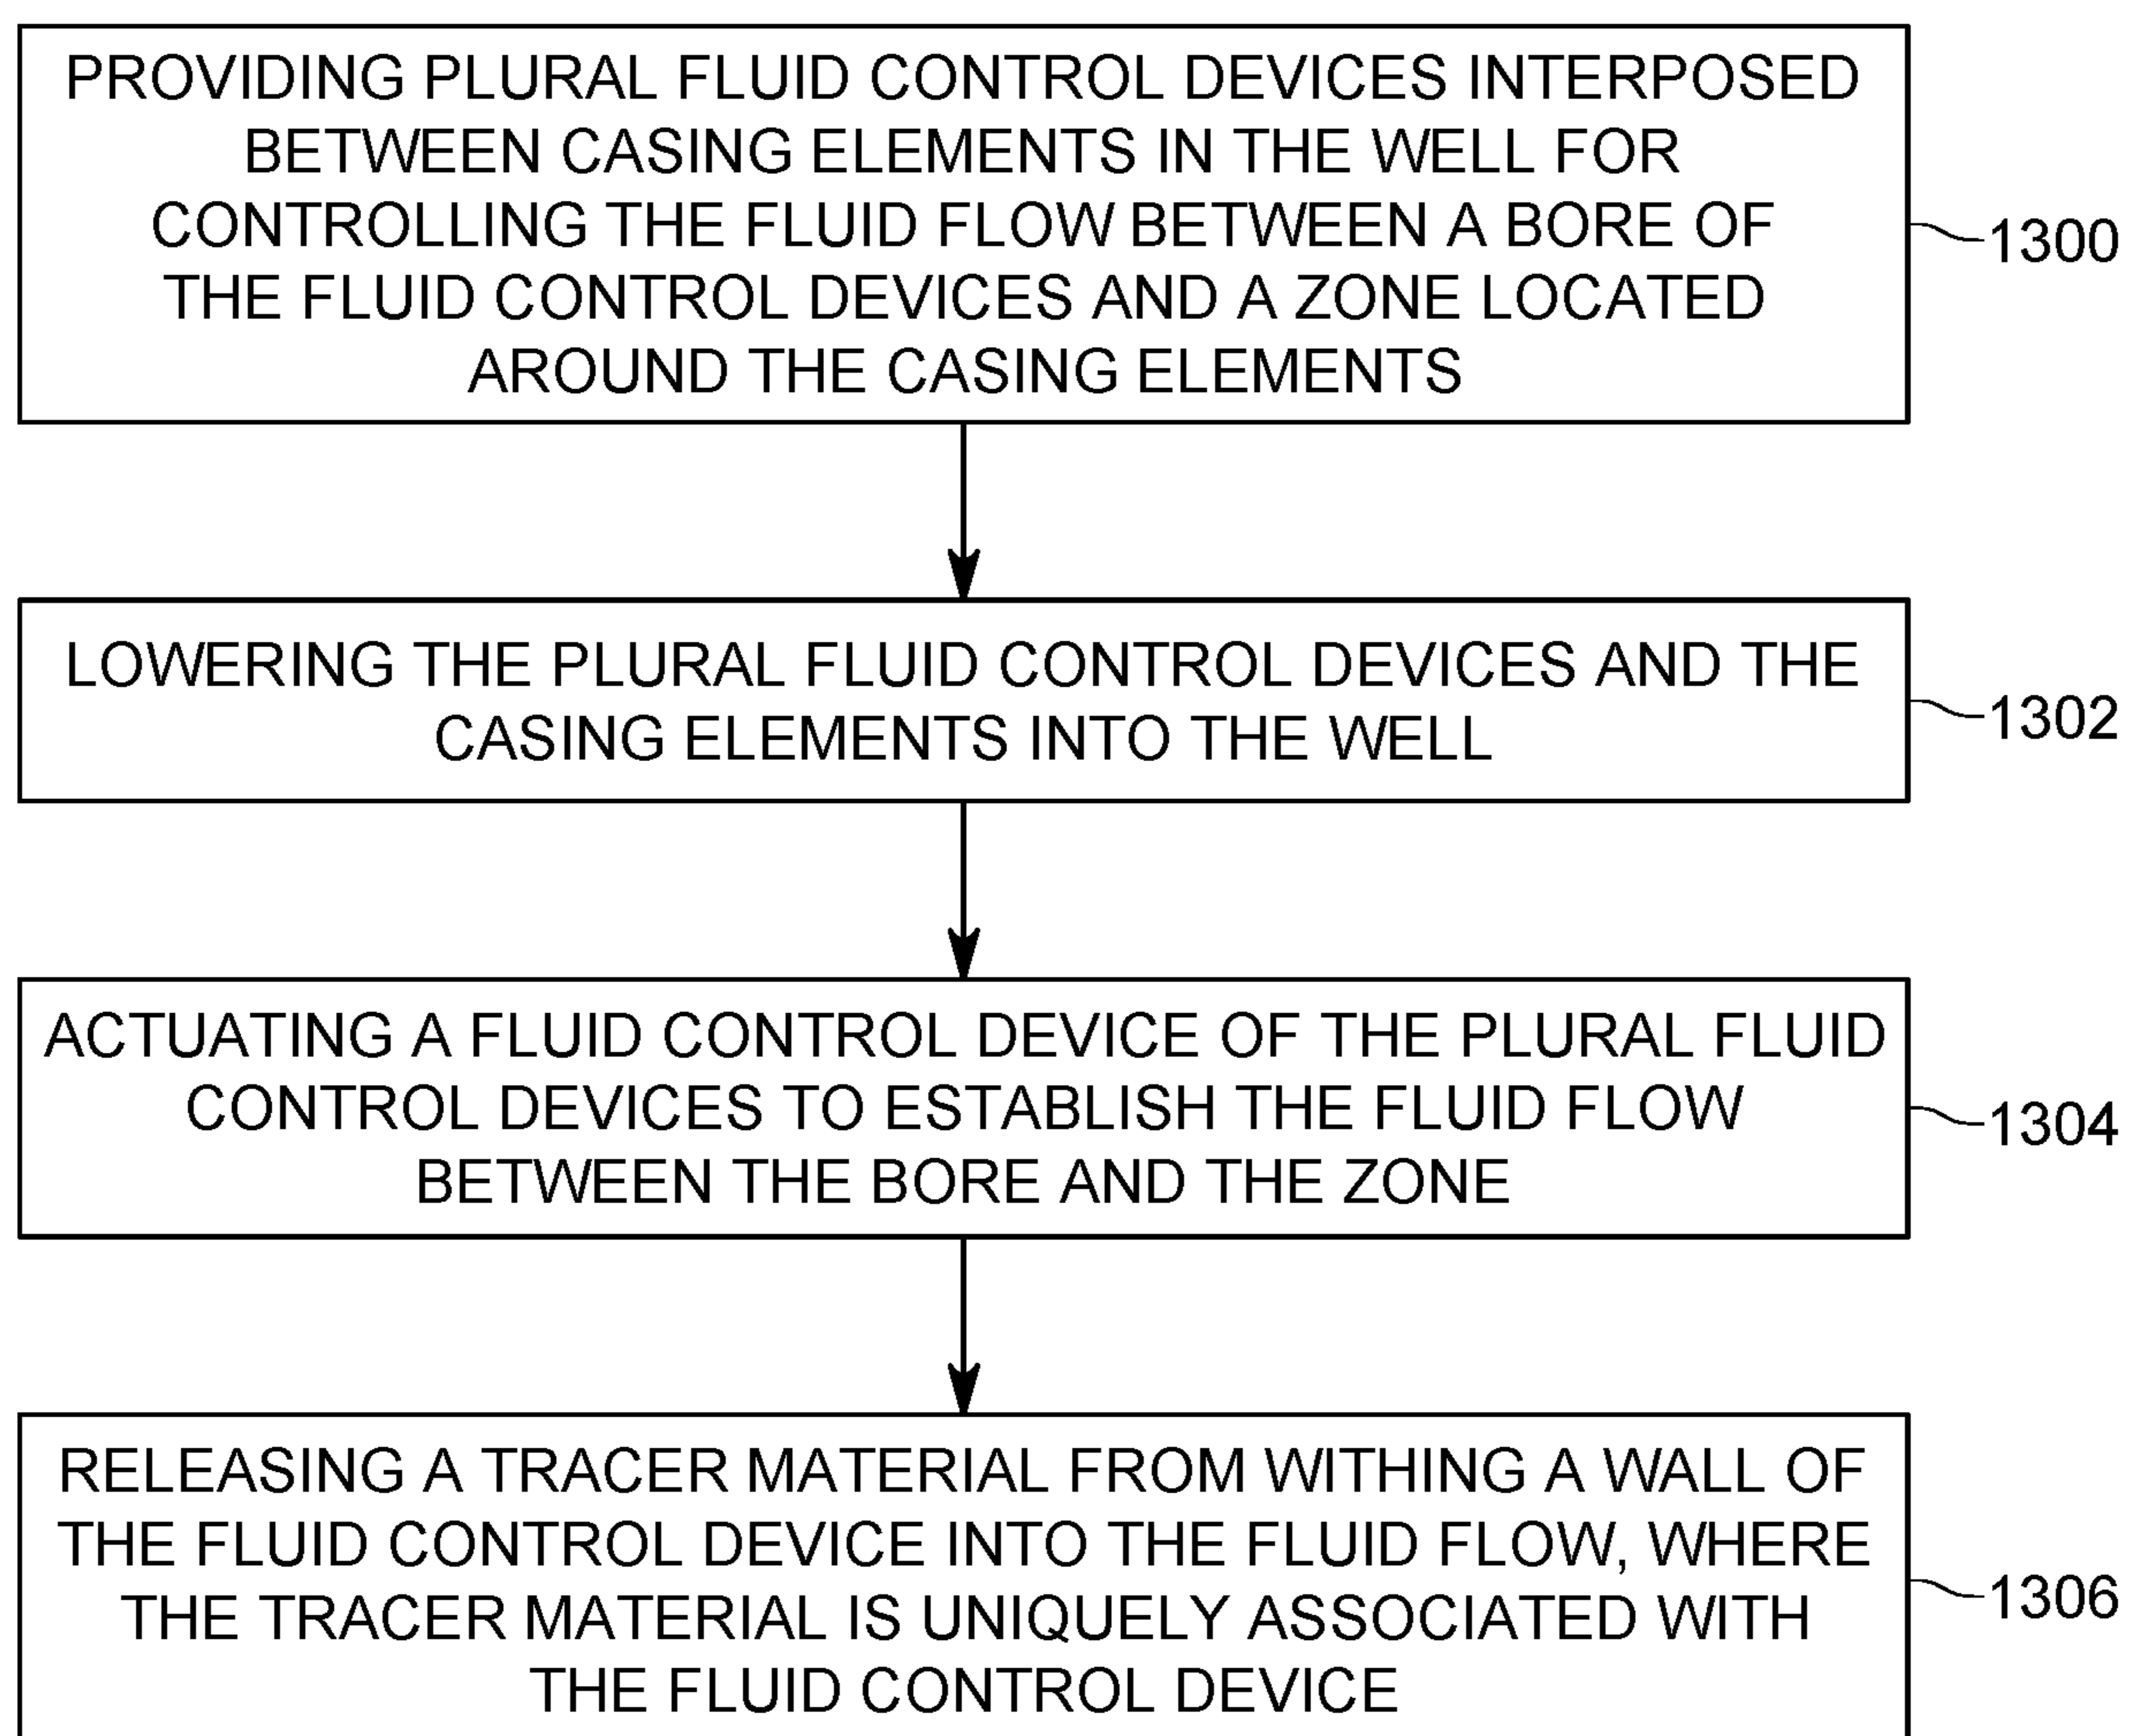 PROVIDING PLURAL FLUID CONTROL DEVICES INTERPOSED
BETWEEN CASING ELEMENTS IN THE WELL FOR
CONTROLLING THE FLUID FLOW BETWEEN A BORE OF
THE FLUID CONTROL DEVICES AND A ZONE LOCATED
AROUND THE CASING ELEMENTS
1300
LOWERING THE PLURAL FLUID CONTROL DEVICES AND THE
CASING ELEMENTS INTO THE WELL
1302
ACTUATING A FLUID CONTROL DEVICE OF THE PLURAL FLUID
CONTROL DEVICES TO ESTABLISH THE FLUID FLOW
BETWEEN THE BORE AND THE ZONE
1304
RELEASING A TRACER MATERIAL FROM WITHING A WALL OF
THE FLUID CONTROL DEVICE INTO THE FLUID FLOW, WHERE
THE TRACER MATERIAL IS UNIQUELY ASSOCIATED WITH
THE FLUID CONTROL DEVICE
1306